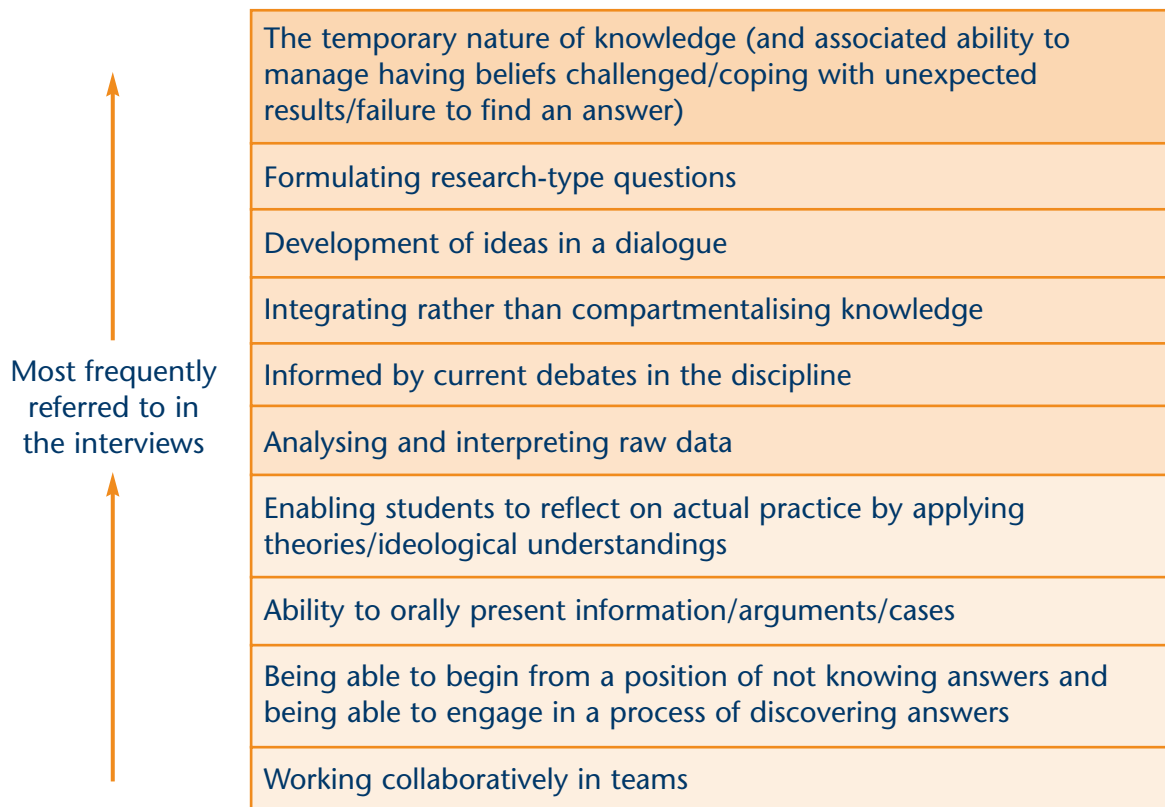 The temporary nature of knowledge (and associated ability to
manage having beliefs challenged/coping with unexpected
results/failure to find an answer)
Formulating research-type questions
Development of ideas in a dialogue
Integrating rather than compartmentalising knowledge
Most frequently
referred to in
the interviews
Informed by current debates in the discipline
Analysing and interpreting raw data
Enabling students to reflect on actual practice by applying
theories/ideological understandings
Ability to orally present information/arguments/cases
Being able to begin from a position of not knowing answers and
being able to engage in a process of discovering answers
Working collaboratively in teams